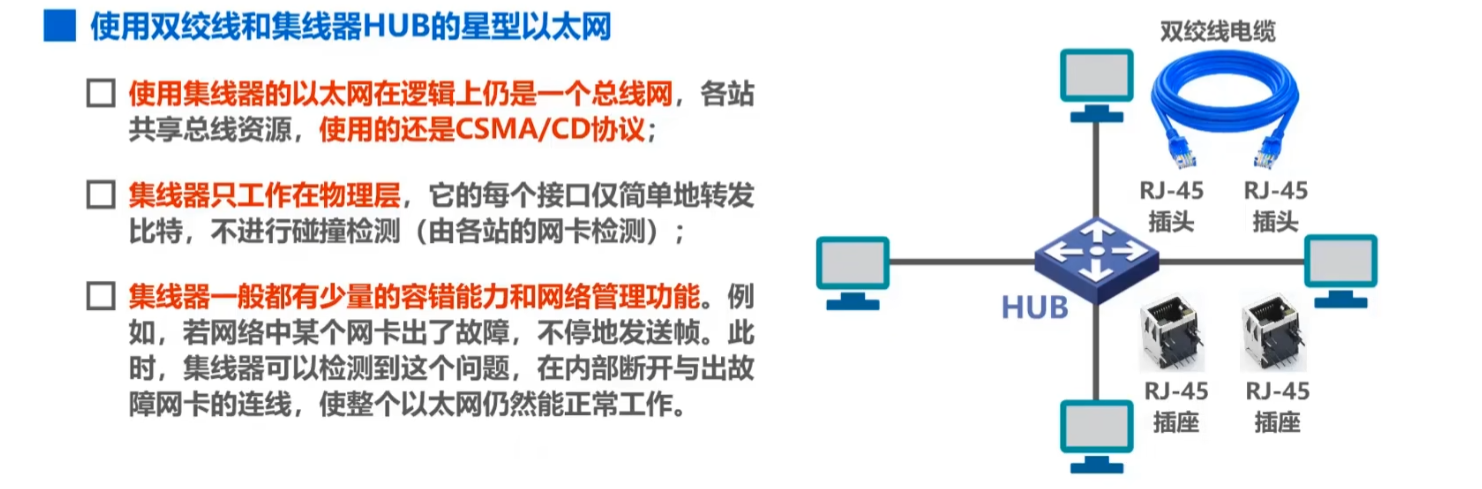 使用双绞线和集线器HUB的星型以太网
使用集线器的以太网在逻辑上仍是一个总线网，各站
共享总线资源，使用的还是CSMA/CD协议；
集线器只工作在物理层，它的每个接口仅简单地转发
比特，不进行碰撞检测（由各站的网卡检测）；
集线器一般都有少量的容错能力和网络管理功能。例
如，若网络中某个网卡出了故障，不停地发送帧。此
时，集线器可以检测到这个问题，在内部断开与出故
障网卡的连线，使整个以太网仍然能正常工作。
双绞线电缆
RJ-45
插头
RJ-45
插头
HUB
RJ-45
插座
RJ-45
插座